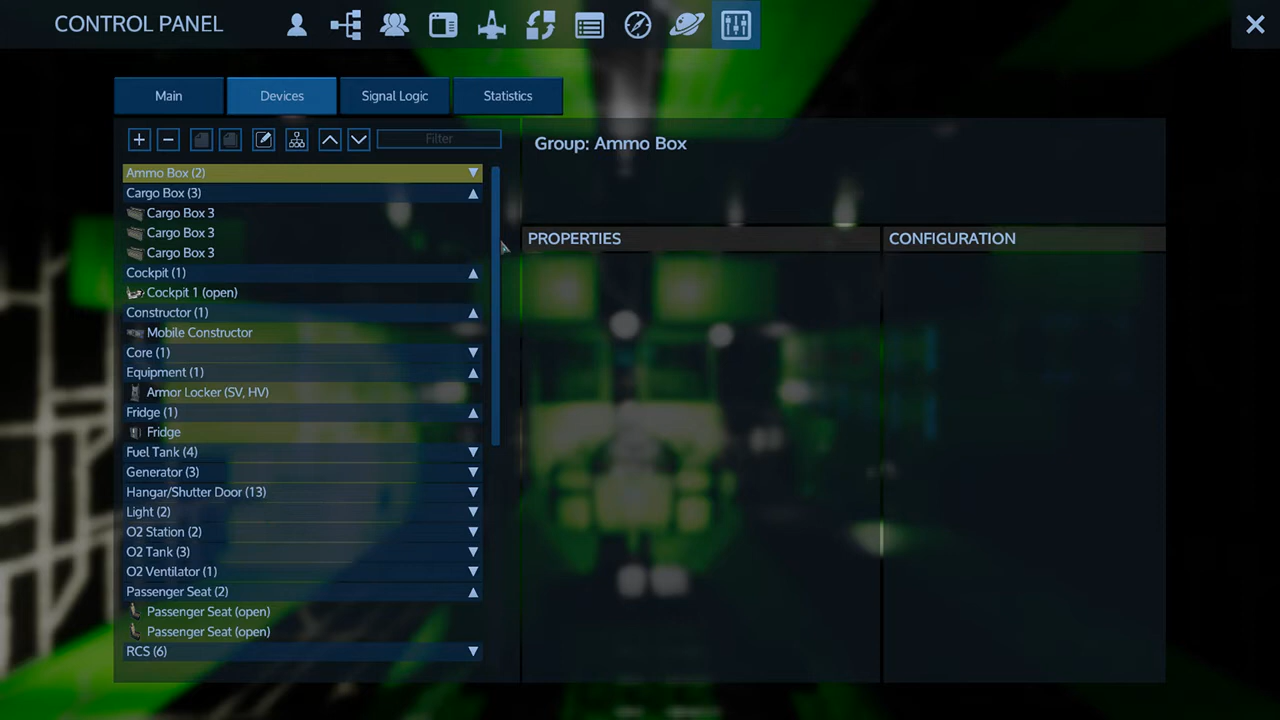 CONTROL PANEL
Main
Devices
Signal Logic
Statistics
Filter
Group: Ammo Box
PROPERTIES
CONFIGURATION
Ammo Box (2)
Cargo Box (3)
Cargo Box 3
Cargo Box 3
Cargo Box 3
Cockpit (1)
Cockpit 1 (open)
Constructor (1)
Mobile Constructor
Core (1)
Equipment (1)
Armor Locker (SV, HV)
Fridge (1)
Fridge
Fuel Tank (4)
Generator (3)
Hangar/Shutter Door (13)
Light (2)
O2 Station (2)
O2 Tank (3)
O2 Ventilator (1)
Passenger Seat (2)
Passenger Seat (open)
Passenger Seat (open)
RCS (6)